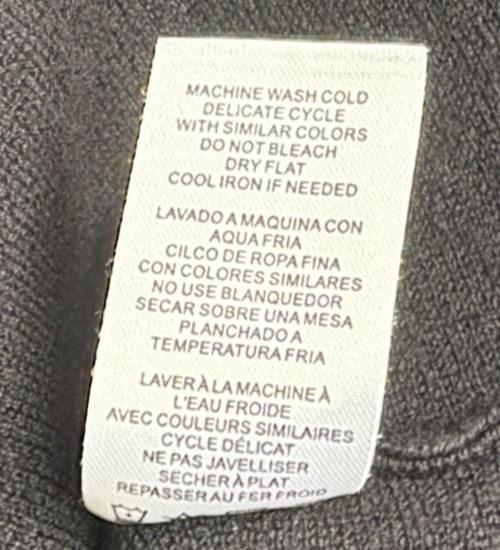 MACHINE WASH COLD
DELICATE CYCLE
WITH SIMILAR COLORS
DO NOT BLEACH
DRY FLAT
COOL IRON IF NEEDED
LAVADO A MAQUINA CON
AQUA FRIA
CILCO DE ROPA FINA
CON COLORES SIMILARES
NO USE BLANQUEDOR
SECAR SOBRE UNA MESA
PLANCHADO A
TEMPERATURA FRIA
LAVER À LA MACHINE À
L'EAU FROIDE
AVEC COULEURS SIMILAIRES
CYCLE DÉLICAT
NE PAS JAVELLISER
SECHER À PLAT
REPASSER AU FER FROID